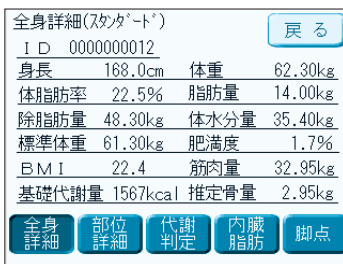 全身詳細(ｽﾀﾝﾀﾞｰﾄﾞ)
戻る
ＩＤ 0000000012
身長 168.0cm 体重 62.30kg
体脂肪率 22.5% 脂肪量 14.00kg
除脂肪量 48.30kg 体水分量 35.40kg
標準体重 61.30kg 肥満度 1.7%
ＢＭＩ 22.4 筋肉量 32.95kg
基礎代謝量 1567kcal 推定骨量 2.95kg
全身詳細 部位詳細 代謝判定 内臓脂肪 脚点